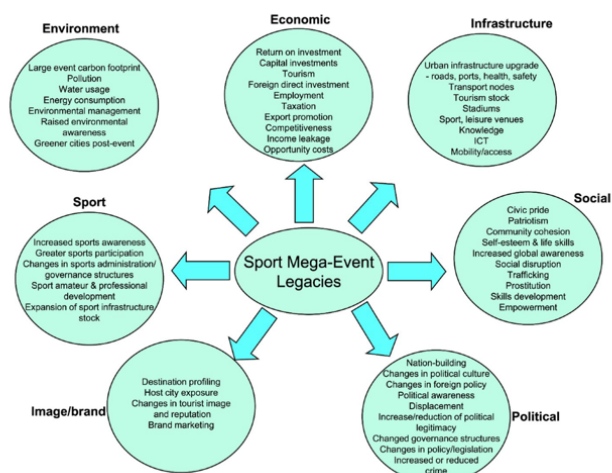 Environment
Large event carbon footprint
Pollution
Water usage
Energy consumption
Environmental management
Raised environmental
awareness
Greener cities post-event
Economic
Return on investment
Capital investments
Tourism
Foreign direct investment
Employment
Taxation
Export promotion
Competitiveness
Income leakage
Opportunity costs
Infrastructure
Urban infrastructure upgrade
- roads, ports, health, safety
Transport nodes
Tourism stock
Stadiums
Sport, leisure venues
Knowledge
ICT
Mobility/access
Sport
Increased sports awareness
Greater sports participation
Changes in sports administration/
governance structures
Sport amateur & professional
development
Expansion of sport infrastructure
stock
Sport Mega-Event
Legacies
Social
Civic pride
Patriotism
Community cohesion
Self-esteem & life skills
Increased global awareness
Social disruption
Trafficking
Prostitution
Skills development
Empowerment
Image/brand
Destination profiling
Host city exposure
Changes in tourist image
and reputation
Brand marketing
Political
Nation-building
Changes in political culture
Changes in foreign policy
Political awareness
Displacement
Increase/reduction of political
legitimacy
Changed governance structures
Changes in policy/legislation
Increased or reduced
crime